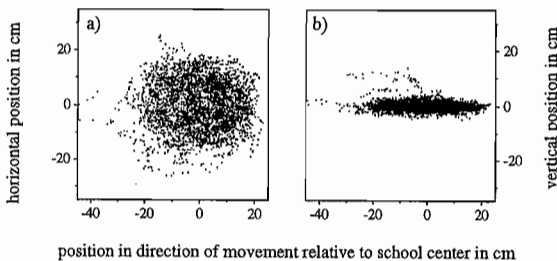 a)
b)
horizontal position in cm
20
0
-20
-40
-20
0
20
-40
-20
0
20
20
0
-20
vertical position in cm
position in direction of movement relative to school center in cm